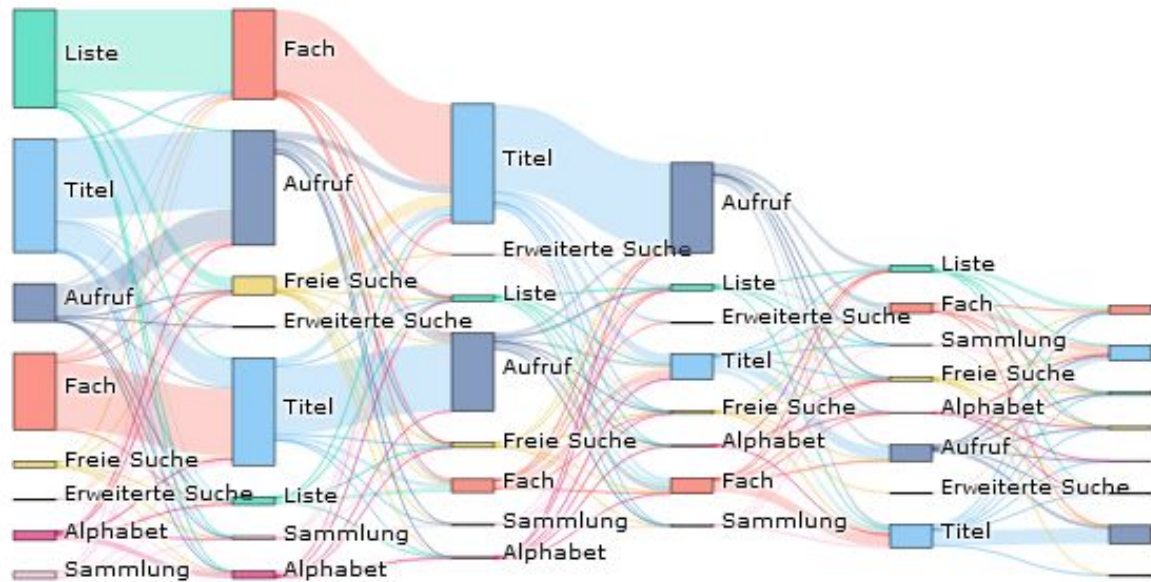 Liste
Titel
Aufruf
Fach
Freie Suche
Erweiterte Suche
Alphabet
Sammlung
Fach
Aufruf
Freie Suche
Erweiterte Suche
Titel
Liste
Sammlung
Alphabet
Titel
Erweiterte Suche
Liste
Aufruf
Freie Suche
Fach
Sammlung
Alphabet
Aufruf
Liste
Erweiterte Suche
Titel
Freie Suche
Alphabet
Fach
Sammlung
Liste
Fach
Sammlung
Freie Suche
Alphabet
Aufruf
Erweiterte Suche
Titel